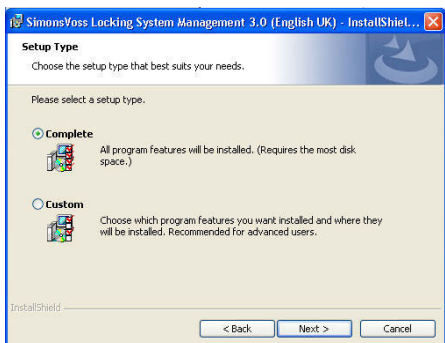 SimonsVoss Locking System Management 3.0 (English UK) - InstallShiel...
Setup Type
Choose the setup type that best suits your needs.
Please select a setup type.
Complete
All program features will be installed. (Requires the most disk
space.)
Custom
Choose which program features you want installed and where they
will be installed. Recommended for advanced users.
InstallShield
< Back Next > Cancel